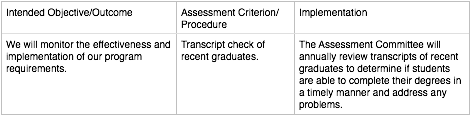 Intended Objective/Outcome
Assessment Criterion/
Procedure
Implementation
We will monitor the effectiveness and
implementation of our program
requirements.
Transcript check of
recent graduates.
The Assessment Committee will
annually review transcripts of recent
graduates to determine if students
are able to complete their degrees in
a timely manner and address any
problems.